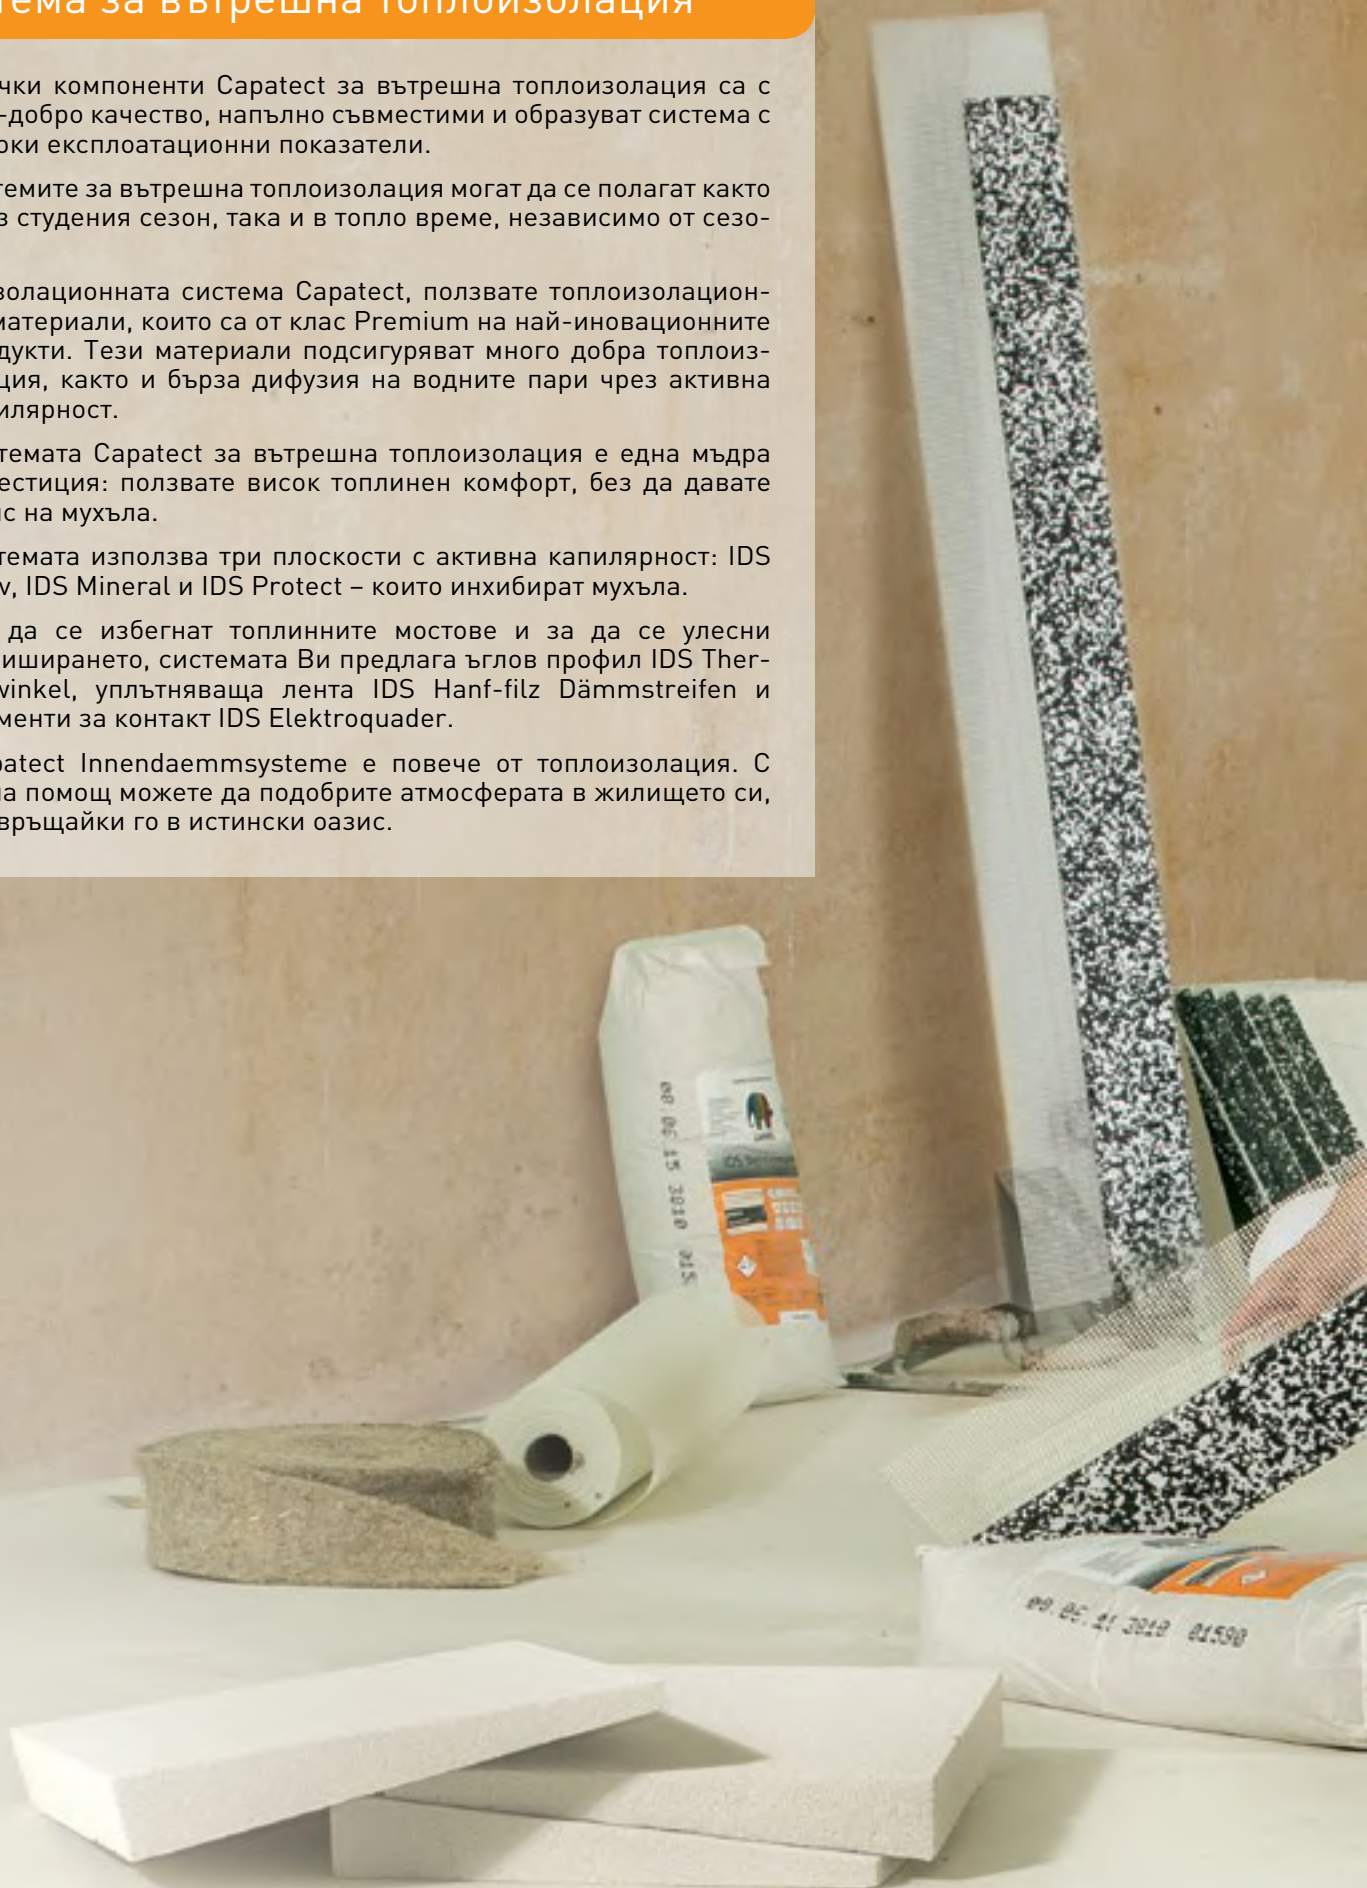 тема за вътрешна топлоизолация
чки компоненти Capatect за вътрешна топлоизолация са с
-добро качество, напълно съвместими и образуват система с
оки експлоатационни показатели.
темите за вътрешна топлоизолация могат да се полагат както
з студения сезон, така и в топло време, независимо от сезо-
золационната система Capatect, ползвате топлоизолацион-
материали, които са от клас Premium на най-иновационните
дукти. Тези материали подсигуряват много добра топлоиз-
ция, както и бърза дифузия на водните пари чрез активна
илярност.
темата Capatect за вътрешна топлоизолация е една мъдра
естиция: ползвате висок топлинен комфорт, без да давате
нс на мухъла.
темата използва три плоскости с активна капилярност: IDS
v, IDS Mineral и IDS Protect – които инхибират мухъла.
да се избегнат топлинните мостове и за да се улесни
иширането, системата Ви предлага ъглов профил IDS Ther-
winkel, уплътняваща лента IDS Hanf-filz Dämmstreifen и
менти за контакт IDS Elektroquader.
patect Innendaemmsysteme е повече от топлоизолация. С
на помощ можете да подобрите атмосферата в жилището си,
връщайки го в истински оазис.